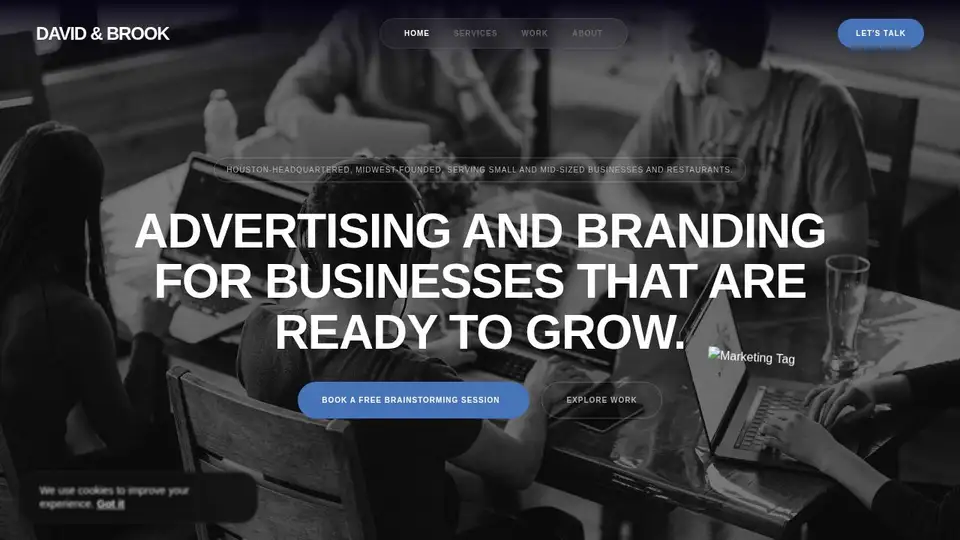 DAVID & BROOK
HOME SERVICES WORK ABOUT
LET'S TALK
HOUSTON-HEADQUARTERED, MIDWEST-FOUNDED, SERVING SMALL AND MID-SIZED BUSINESSES AND RESTAURANTS.
ADVERTISING AND BRANDING
FOR BUSINESSES THAT ARE
READY TO GROW.
Marketing Tag
BOOK A FREE BRAINSTORMING SESSION
EXPLORE WORK
We use cookies to improve your
experience. Got it